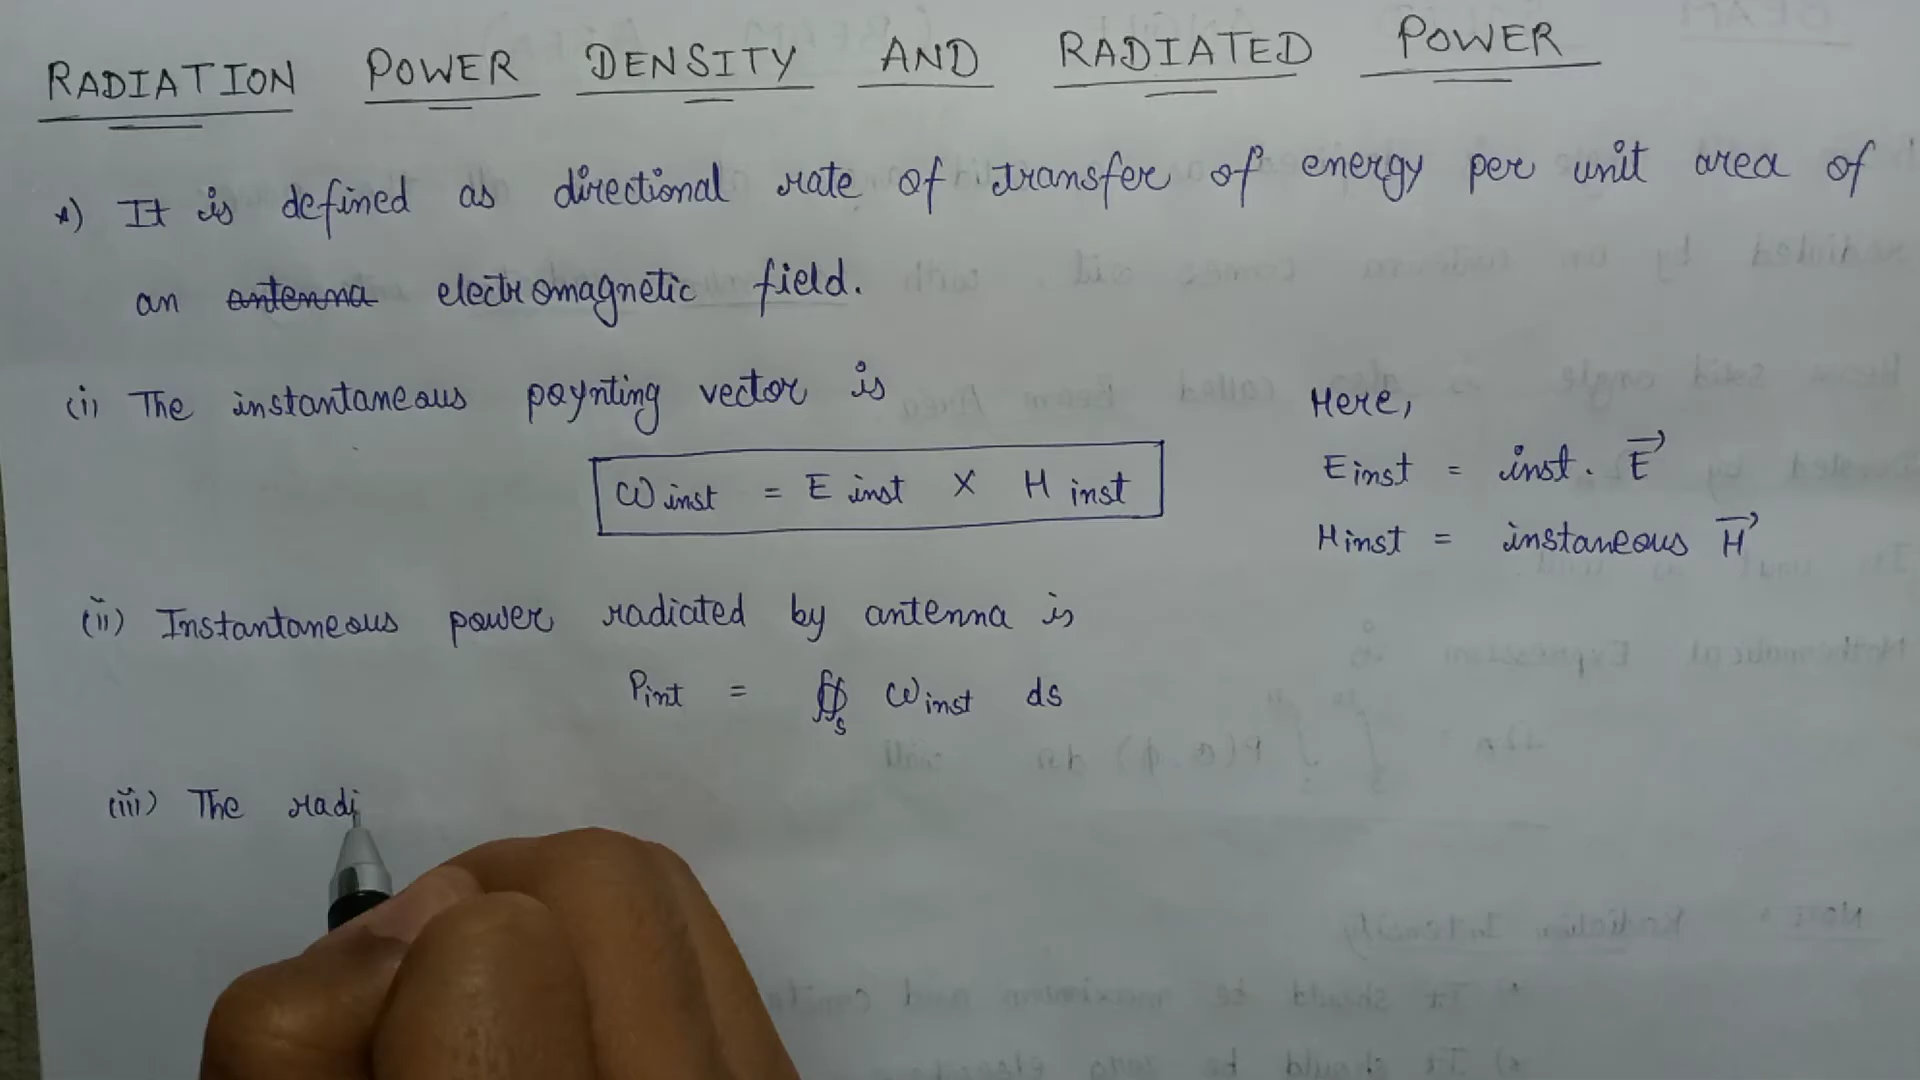 RADIATION POWER DENSITY AND RADIATED POWER
*) It is defined as directional rate of transfer of energy per unit area of
an antenna electromagnetic field.
(i) The instantaneous poynting vector is
W inst = E inst X H inst
Here,
E inst = inst. E→
H inst = instaneous H→
(ii) Instantaneous power radiated by antenna is
Pint = ∯s W inst ds
(iii) The radi